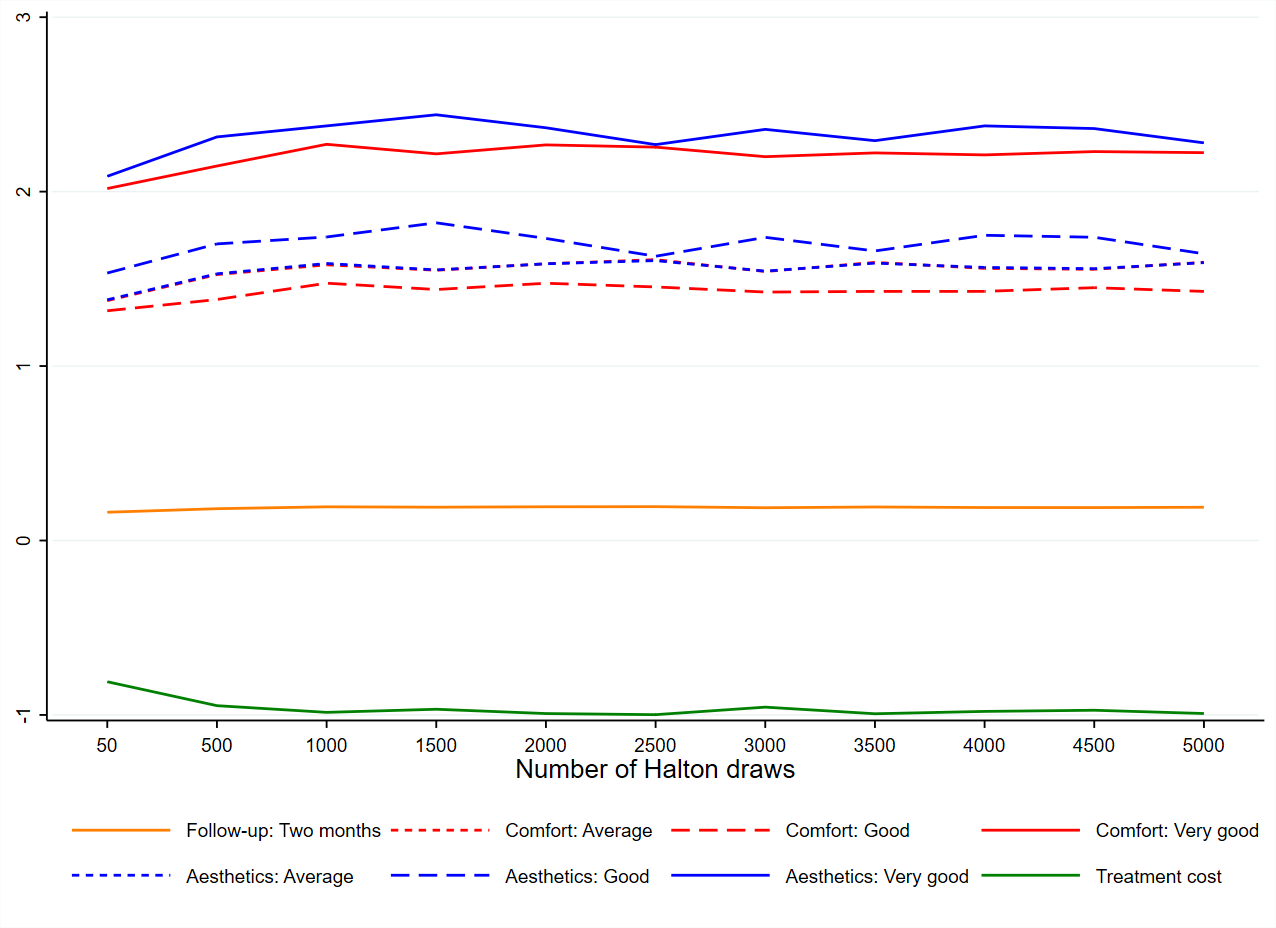 3
2
1
0
-1
50 500 1000 1500 2000 2500 3000 3500 4000 4500 5000
Number of Halton draws
Follow-up: Two months Comfort: Average Comfort: Good Comfort: Very good
Aesthetics: Average Aesthetics: Good Aesthetics: Very good Treatment cost